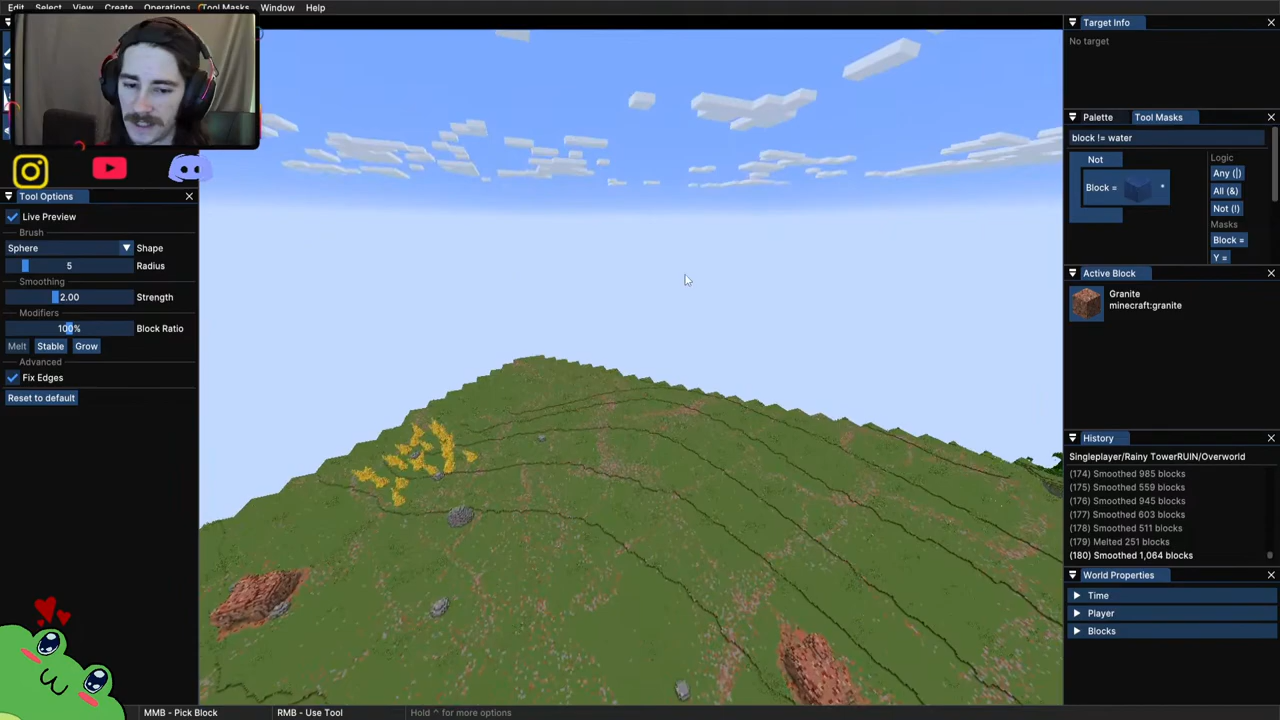 Edit Select View Create Operations Tool Masks Window Help
Tool Options
Live Preview
Brush
Sphere Shape
5 Radius
Smoothing
2.00 Strength
Modifiers
100% Block Ratio
Melt Stable Grow
Advanced
Fix Edges
Reset to default
Target Info
No target
Palette Tool Masks
block != water
Not
Block =
Logic
Any (|)
All (&)
Not (!)
Masks
Block =
Y =
Active Block
Granite
minecraft:granite
History
Singleplayer/Rainy TowerRUIN/Overworld
(174) Smoothed 985 blocks
(175) Smoothed 559 blocks
(176) Smoothed 945 blocks
(177) Smoothed 603 blocks
(178) Smoothed 511 blocks
(179) Melted 251 blocks
(180) Smoothed 1,064 blocks
World Properties
Time
Player
Blocks
MMB - Pick Block RMB - Use Tool Hold ^ for more options